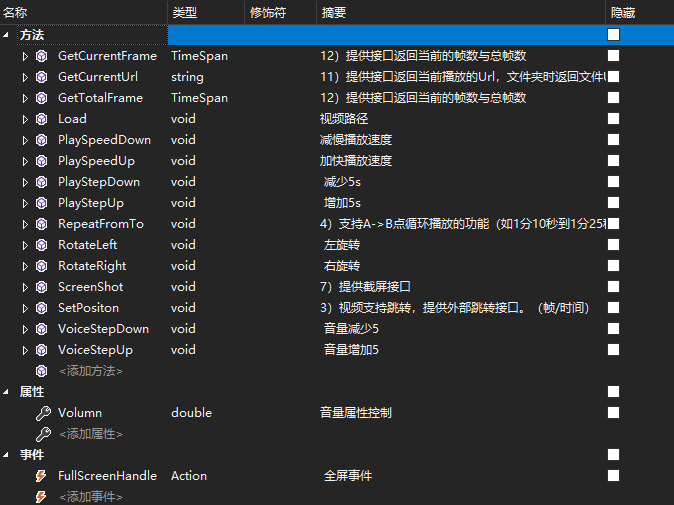 名称 类型 修饰符 摘要 隐藏
方法
GetCurrentFrame TimeSpan 12）提供接口返回当前的帧数与总帧数
GetCurrentUrl string 11）提供接口返回当前播放的Url，文件夹时返回文件
GetTotalFrame TimeSpan 12）提供接口返回当前的帧数与总帧数
Load void 视频路径
PlaySpeedDown void 减慢播放速度
PlaySpeedUp void 加快播放速度
PlayStepDown void 减少5s
PlayStepUp void 增加5s
RepeatFromTo void 4）支持A->B点循环播放的功能（如1分10秒到1分25秒
RotateLeft void 左旋转
RotateRight void 右旋转
ScreenShot void 7）提供截屏接口
SetPositon void 3）视频支持跳转，提供外部跳转接口。（帧/时间）
VoiceStepDown void 音量减少5
VoiceStepUp void 音量增加5
<添加方法>
属性
Volumn double 音量属性控制
<添加属性>
事件
FullScreenHandle Action 全屏事件
<添加事件>